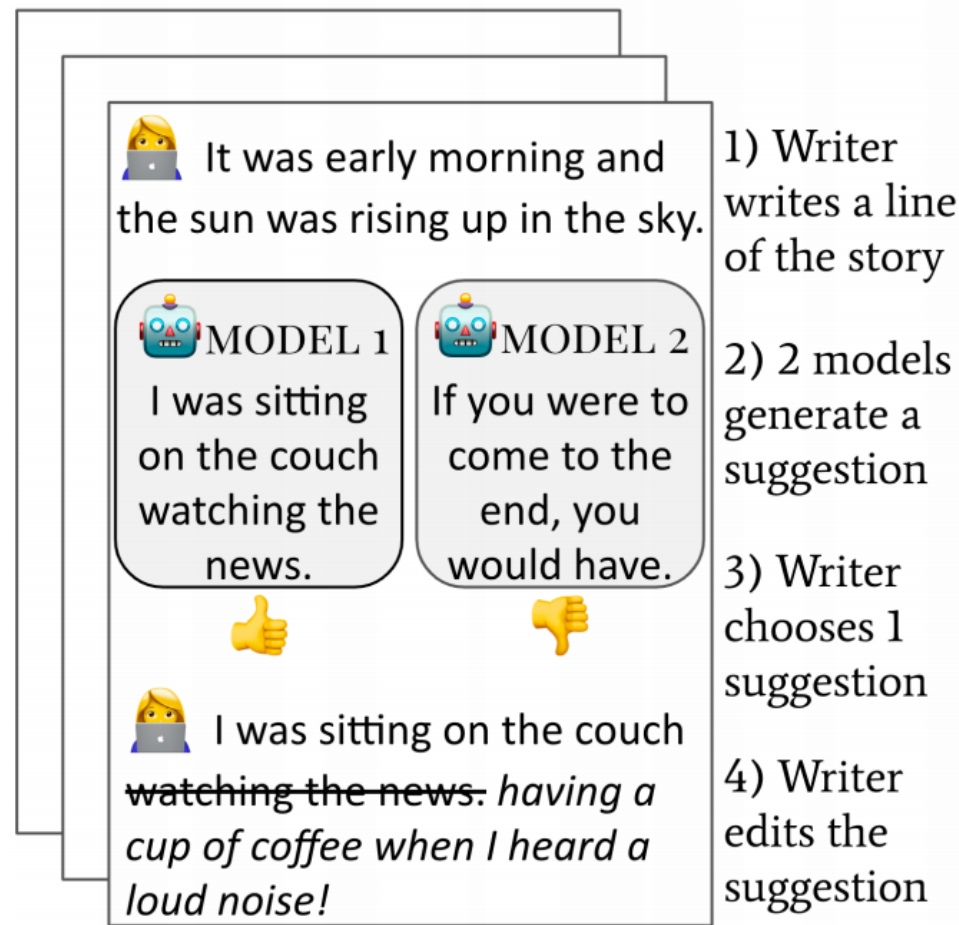 It was early morning and
the sun was rising up in the sky.
MODEL 1
I was sitting
on the couch
watching the
news.
MODEL 2
If you were to
come to the
end, you
would have.
I was sitting on the couch
watching the news. having a
cup of coffee when I heard a
loud noise!
1) Writer
writes a line
of the story
2) 2 models
generate a
suggestion
3) Writer
chooses 1
suggestion
4) Writer
edits the
suggestion